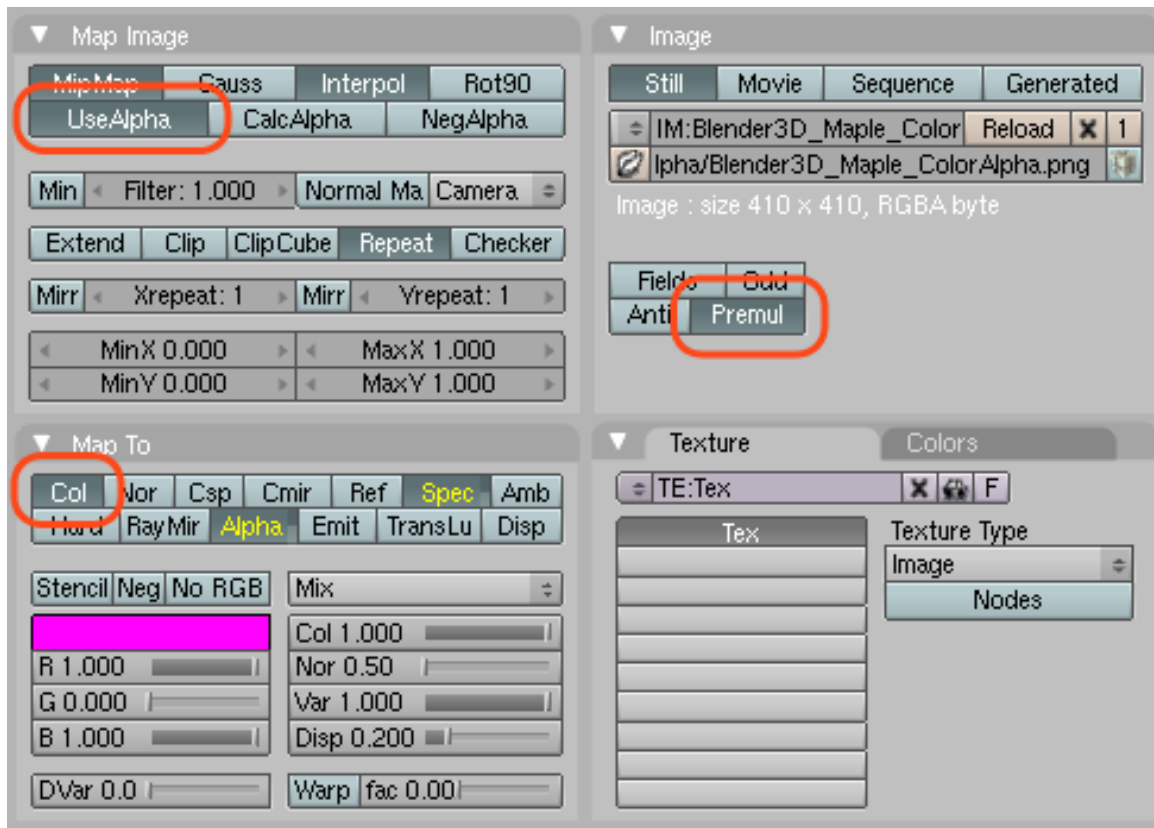 Map Image
MipMap Gauss Interpol Rot90
UseAlpha CalcAlpha NegAlpha
Min Filter: 1.000 Normal Ma Camera
Extend Clip ClipCube Repeat Checker
Mirr Xrepeat: 1 Mirr Yrepeat: 1
MinX 0.000 MaxX 1.000
MinY 0.000 MaxY 1.000
Image
Still Movie Sequence Generated
IM:Blender3D_Maple_Color Reload X 1
lpha/Blender3D_Maple_ColorAlpha.png
Image : size 410 x 410, RGBA byte
Fields Odd
Anti Premul
Map To
Col Nor Csp Cmir Ref Spec Amb
Hard RayMir Alpha Emit TransLu Disp
Stencil Neg No RGB Mix
Col 1.000
R 1.000 Nor 0.50
G 0.000 Var 1.000
B 1.000 Disp 0.200
DVar 0.0 Warp fac 0.00
Texture Colors
TE:Tex X F
Tex Texture Type
Image
Nodes